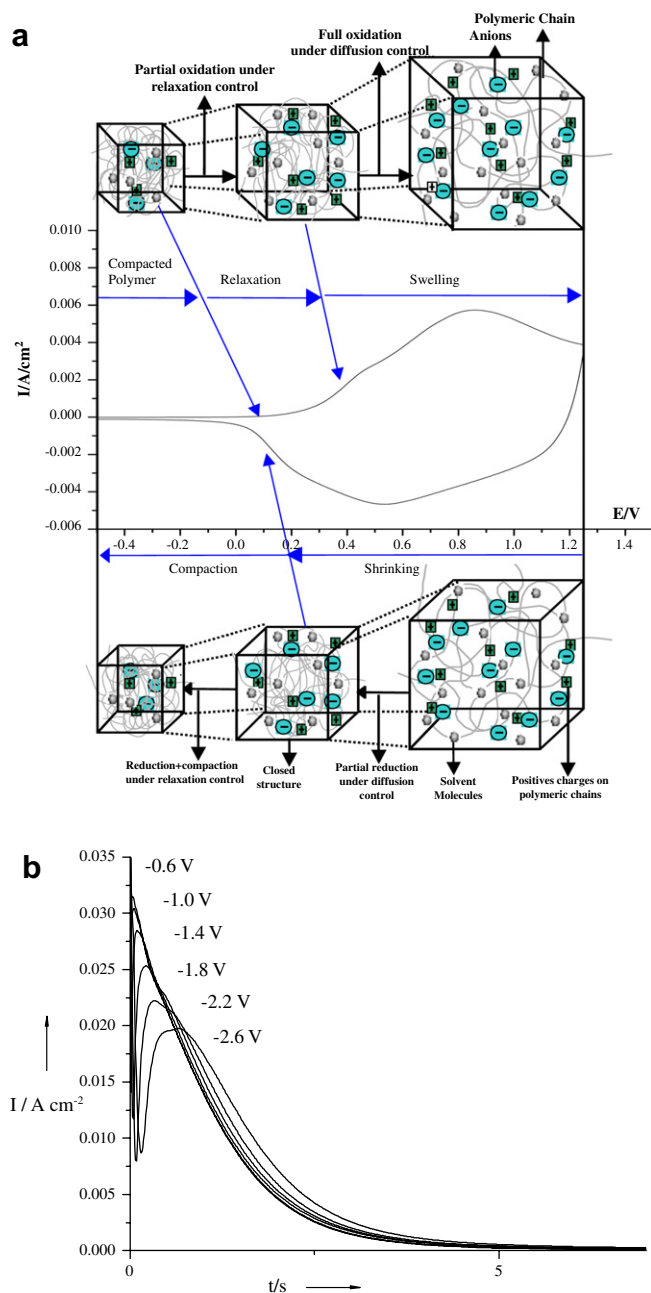 a
Polymeric Chain
Anions
Full oxidation
under diffusion control
Partial oxidation under
relaxation control
0.010
0.008
0.006
0.004
0.002
0.000
-0.002
-0.004
-0.006
I/A/cm²
Compacted
Polymer
Relaxation
Swelling
E/V
-0.4 -0.2 0.0 0.2 0.4 0.6 0.8 1.0 1.2 1.4
Compaction
Shrinking
Reduction+compaction
under relaxation control
Closed
structure
Partial reduction
under diffusion
control
Solvent
Molecules
Positives charges on
polymeric chains
b
0.035
0.030
0.025
0.020
0.015
0.010
0.005
0.000
I / A cm⁻²
-0.6 V
-1.0 V
-1.4 V
-1.8 V
-2.2 V
-2.6 V
0 5
t/s